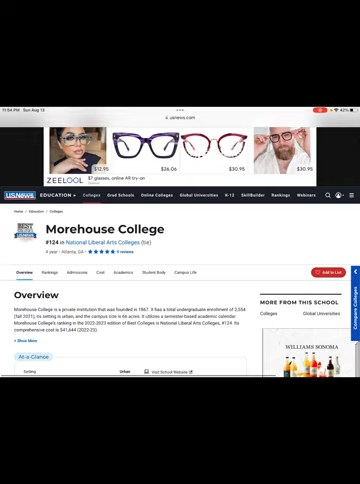 11:54 PM Sun Aug 13
42%
usnews.com
$12.95
$26.06
$30.95
$30.95
ZEELOOL
$7 glasses, online AR try-on
U.S.News
EDUCATION
Colleges
Grad Schools
Online Colleges
Global Universities
K-12
SkillBuilder
Rankings
Webinars
Home / Education / Colleges
BEST
U.S.News
Morehouse College
#124 in National Liberal Arts Colleges (tie)
4 year • Atlanta, GA • 9 reviews
Overview
Rankings
Admissions
Cost
Academics
Student Body
Campus Life
Add to List
Compare Colleges
Overview
Morehouse College is a private institution that was founded in 1867. It has a total undergraduate enrollment of 2,554
(fall 2021), its setting is urban, and the campus size is 66 acres. It utilizes a semester-based academic calendar.
Morehouse College's ranking in the 2022-2023 edition of Best Colleges is National Liberal Arts Colleges, #124. Its
comprehensive cost is $41,644 (2022-23).
+ Show More
MORE FROM THIS SCHOOL
Colleges
Global Universities
WILLIAMS SONOMA
At-a-Glance
Setting
Urban
Visit School Website